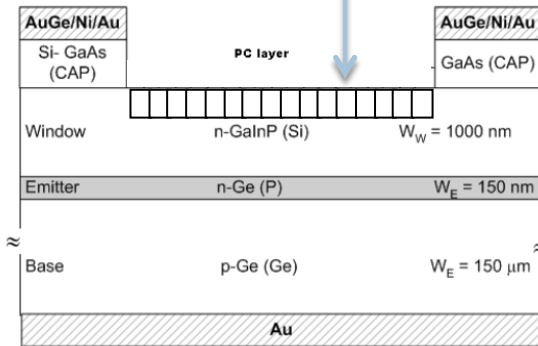 AuGe/Ni/Au AuGe/Ni/Au
Si- GaAs (CAP) PC layer GaAs (CAP)
Window n-GaInP (Si) W_W = 1000 nm
Emitter n-Ge (P) W_E = 150 nm
≈ ≈
Base p-Ge (Ge) W_E = 150 μm
Au